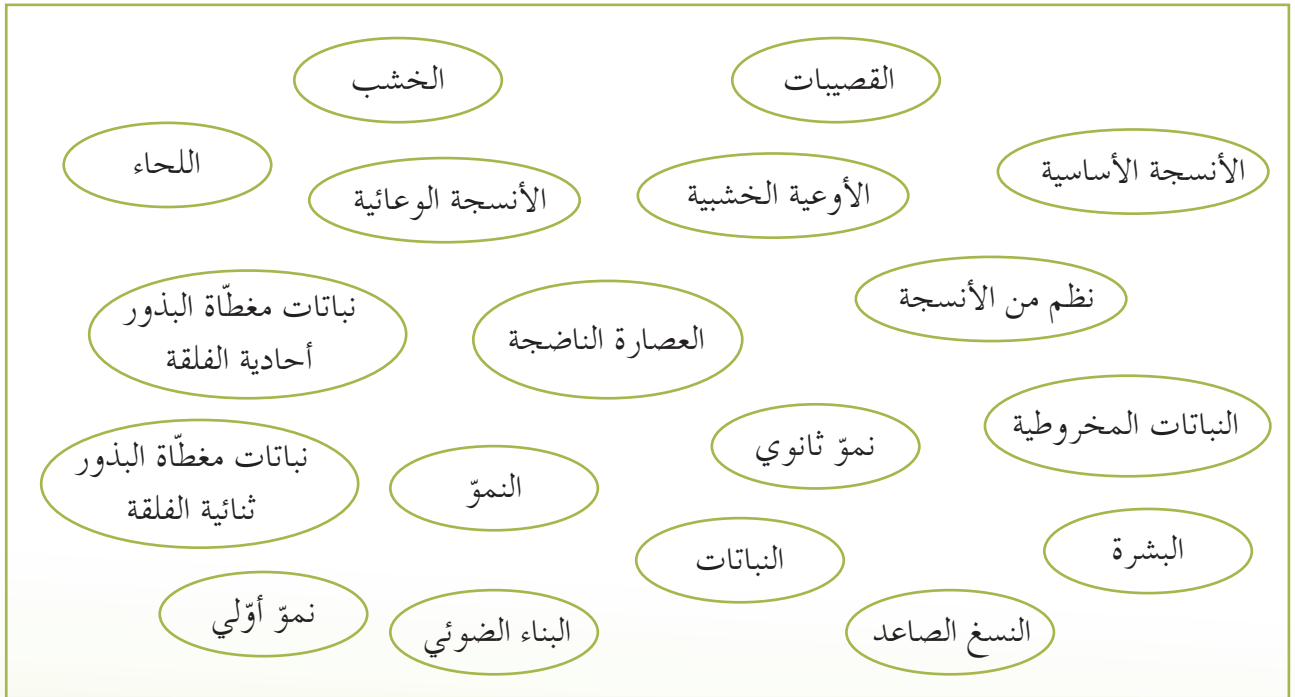 القصيبات
الخشب
الأنسجة الأساسية
الأوعية الخشبية
الأنسجة الوعائية
اللحاء
نظم من الأنسجة
العصارة الناضجة
نباتات مغطّاة البذور
أحادية الفلقة
النباتات المخروطية
نموّ ثانوي
النموّ
نباتات مغطّاة البذور
ثنائية الفلقة
البشرة
النباتات
النسغ الصاعد
البناء الضوئي
نموّ أوّلي